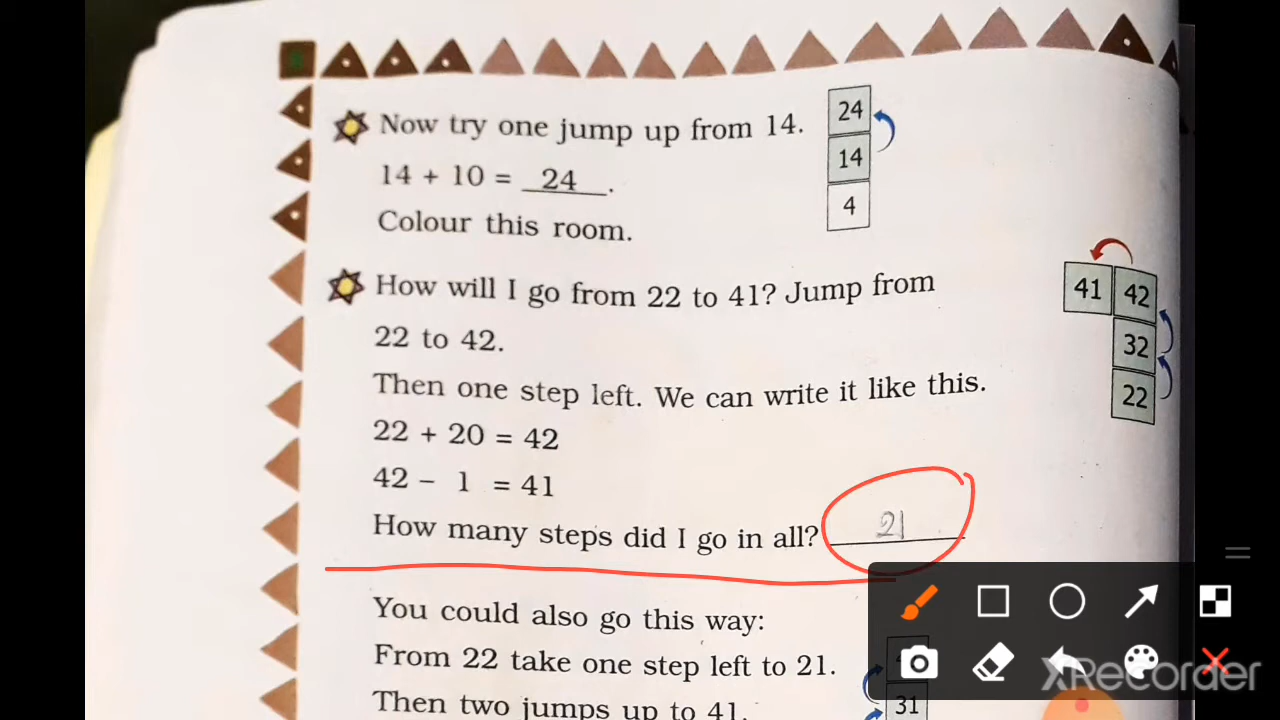 Now try one jump up from 14.
24
14 + 10 = 24.
14
4
Colour this room.
How will I go from 22 to 41? Jump from
41 42
22 to 42.
32
Then one step left. We can write it like this.
22
22 + 20 = 42
42 – 1 = 41
How many steps did I go in all? 21
You could also go this way:
From 22 take one step left to 21.
Then two jumps up to 41.
31
XRecorder